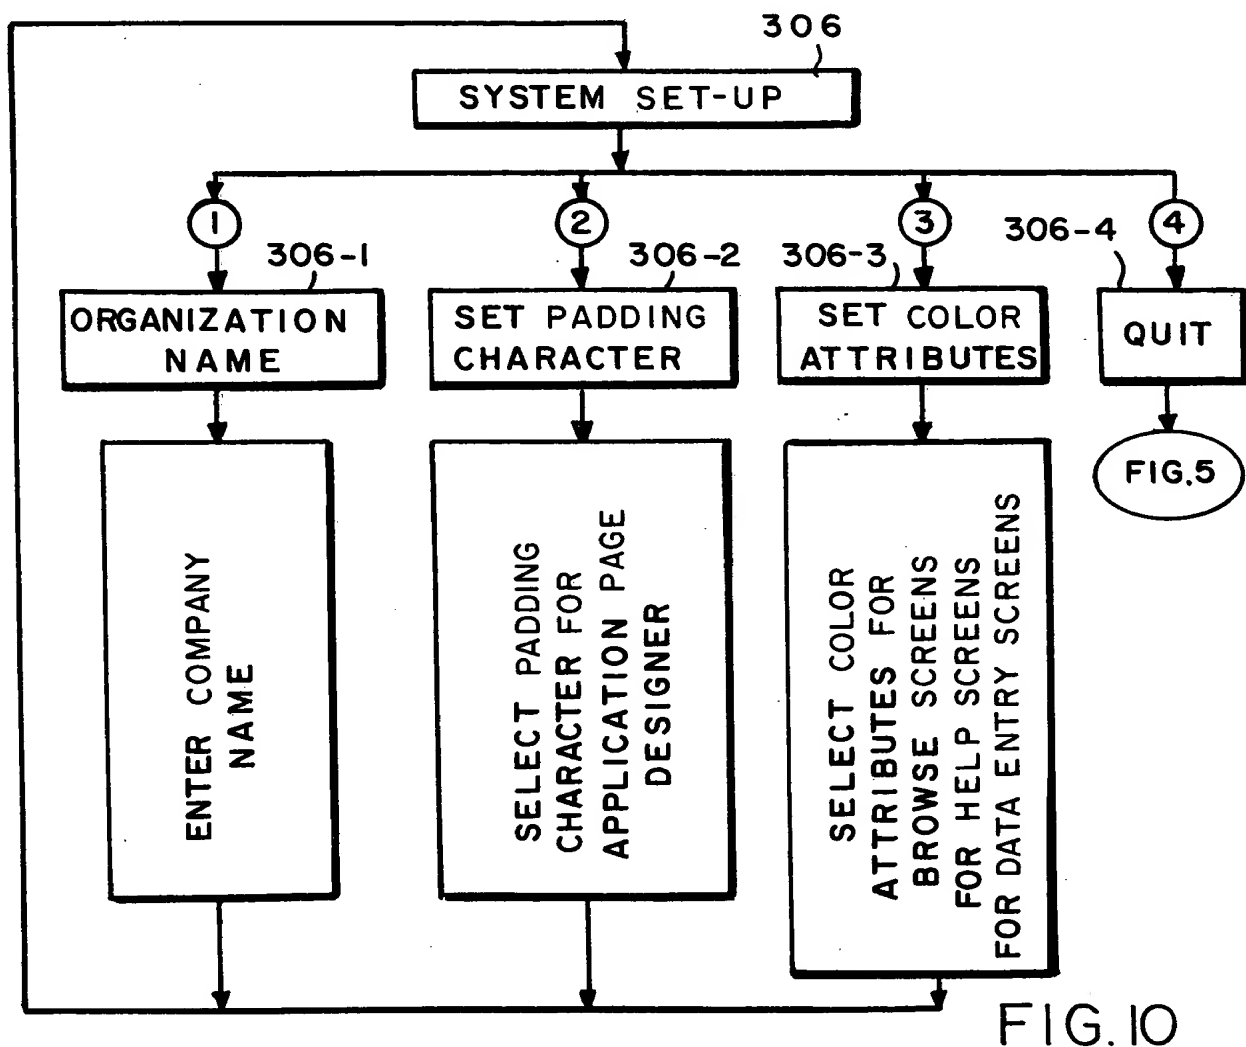 306
SYSTEM SET-UP
1
2
3
4
306-1
306-2
306-3
306-4
ORGANIZATION
NAME
SET PADDING
CHARACTER
SET COLOR
ATTRIBUTES
QUIT
FIG.5
ENTER COMPANY
NAME
SELECT PADDING
CHARACTER FOR
APPLICATION PAGE
DESIGNER
SELECT COLOR
ATTRIBUTES FOR
BROWSE SCREENS
FOR HELP SCREENS
FOR DATA ENTRY SCREENS
FIG.10